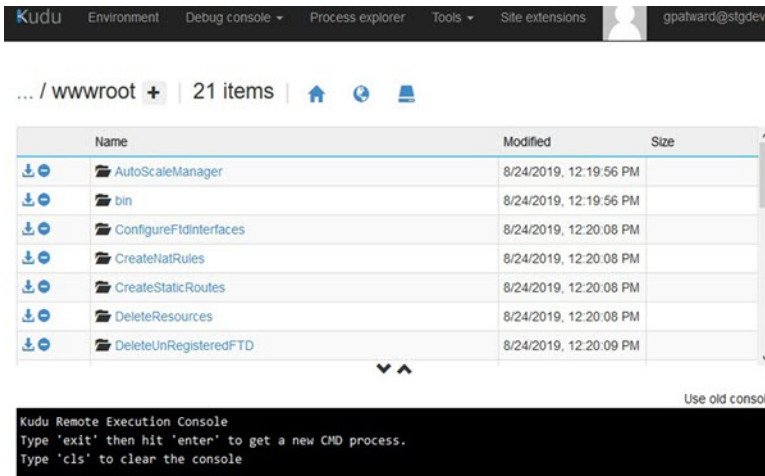 Kudu Environment Debug console Process explorer Tools Site extensions gpatward@stgdev
... / wwwroot + 21 items
Name Modified Size
AutoScaleManager 8/24/2019, 12:19:56 PM
bin 8/24/2019, 12:19:56 PM
ConfigureFtdInterfaces 8/24/2019, 12:20:08 PM
CreateNatRules 8/24/2019, 12:20:08 PM
CreateStaticRoutes 8/24/2019, 12:20:08 PM
DeleteResources 8/24/2019, 12:20:08 PM
DeleteUnRegisteredFTD 8/24/2019, 12:20:09 PM
Use old consol
Kudu Remote Execution Console
Type 'exit' then hit 'enter' to get a new CMD process.
Type 'cls' to clear the console